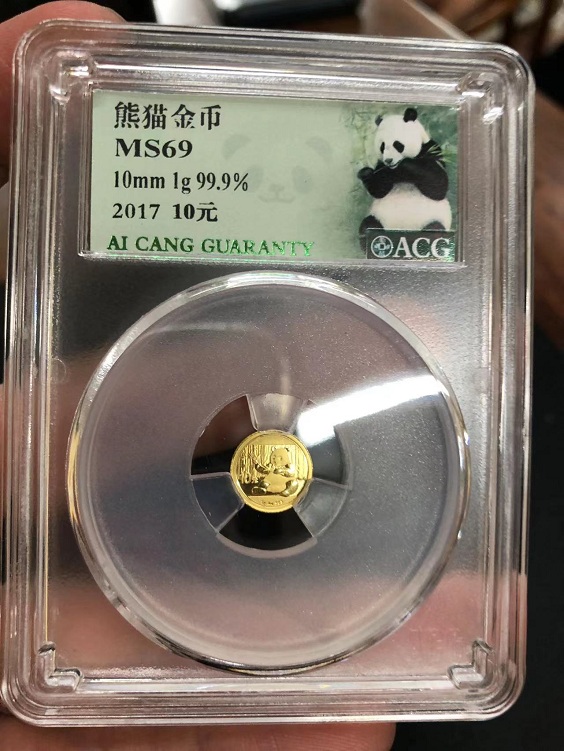 熊猫金币
MS69
10mm 1g 99.9%
2017 10元
AI CANG GUARANTY
ACG